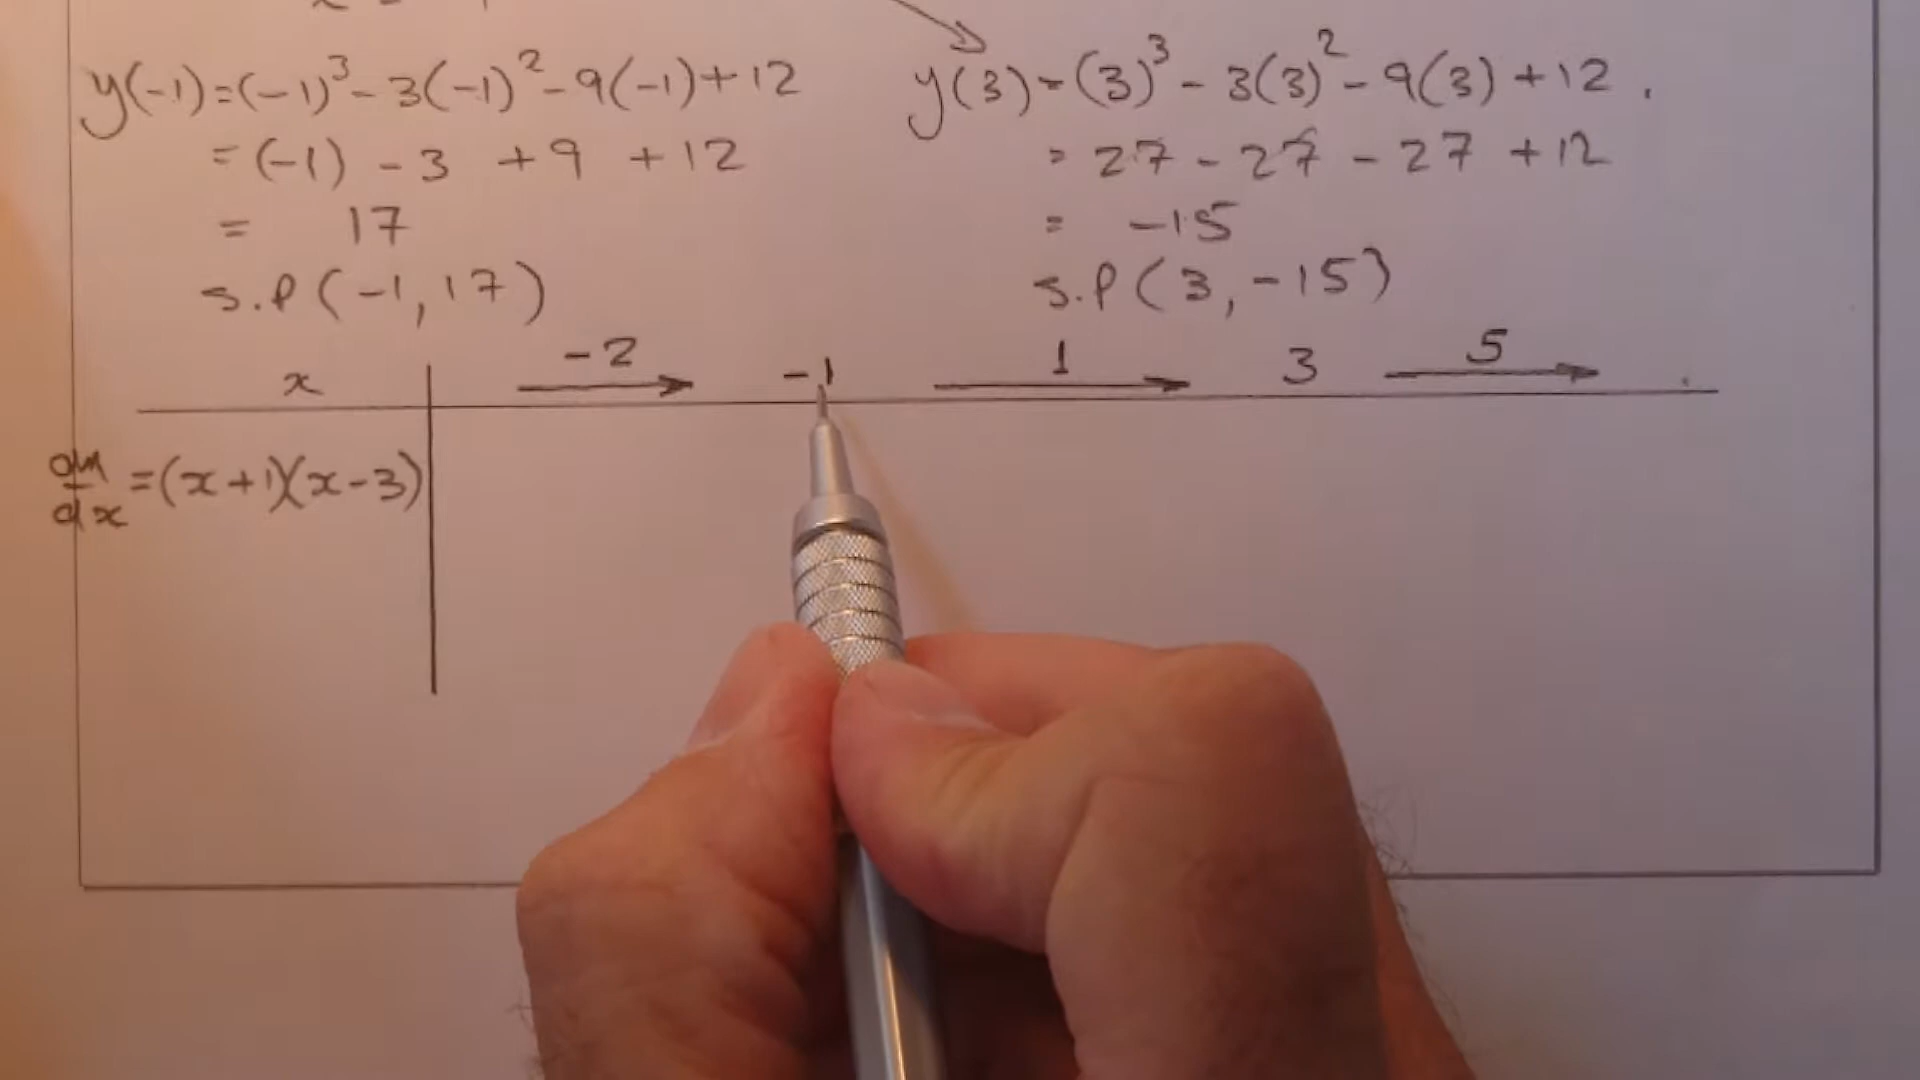 y(-1)=(-1)³-3(-1)²-9(-1)+12
=(-1) -3 +9 +12
= 17
s.p(-1,17)
y(3)-(3)³-3(3)²-9(3)+12.
= 27-27-27+12
= -15
s.p(3,-15)
x -2 -1 1 3 5
dy/dx =(x+1)(x-3)